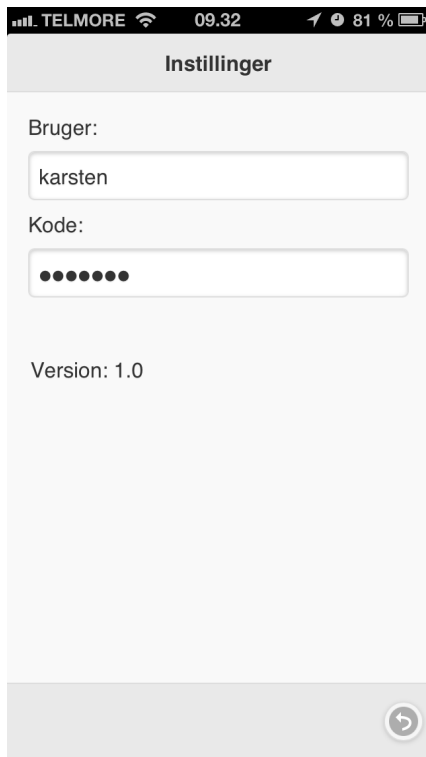 TELMORE 09.32 81 %
Instillinger
Bruger:
karsten
Kode:
●●●●●●●
Version: 1.0